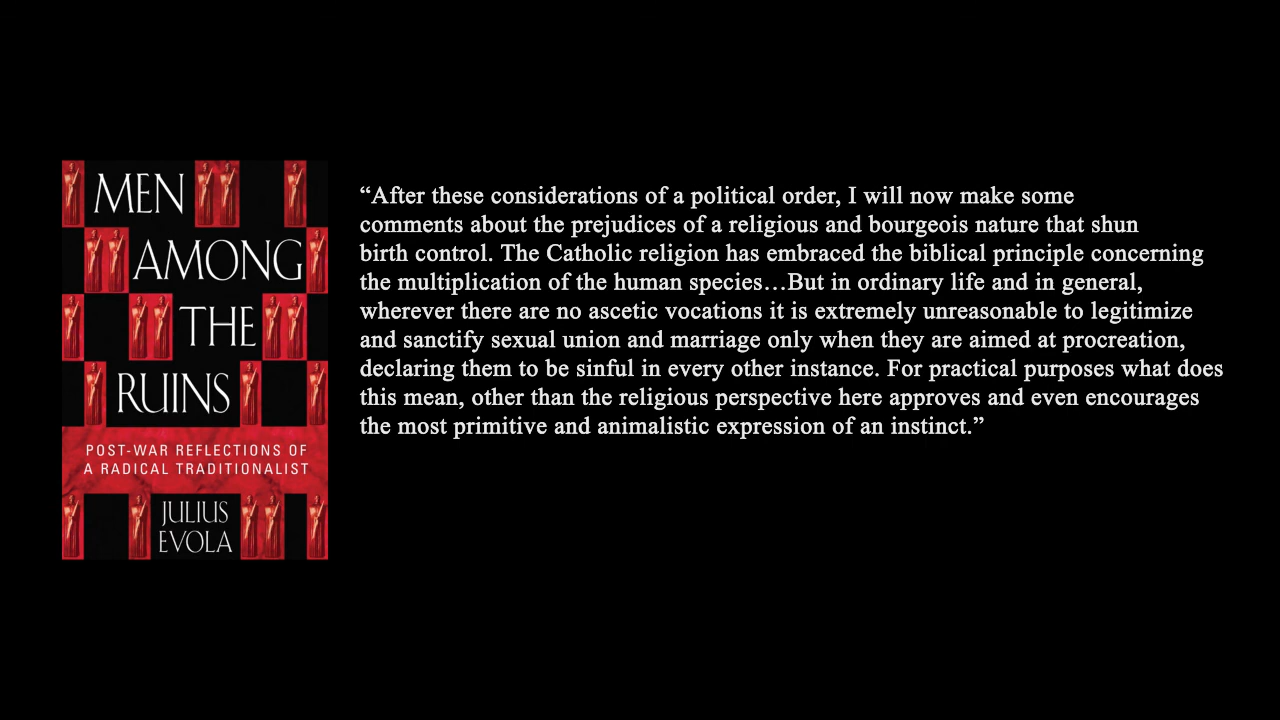 MEN
AMONG
THE
RUINS
POST-WAR REFLECTIONS OF
A RADICAL TRADITIONALIST
JULIUS
EVOLA
“After these considerations of a political order, I will now make some
comments about the prejudices of a religious and bourgeois nature that shun
birth control. The Catholic religion has embraced the biblical principle concerning
the multiplication of the human species…But in ordinary life and in general,
wherever there are no ascetic vocations it is extremely unreasonable to legitimize
and sanctify sexual union and marriage only when they are aimed at procreation,
declaring them to be sinful in every other instance. For practical purposes what does
this mean, other than the religious perspective here approves and even encourages
the most primitive and animalistic expression of an instinct.”